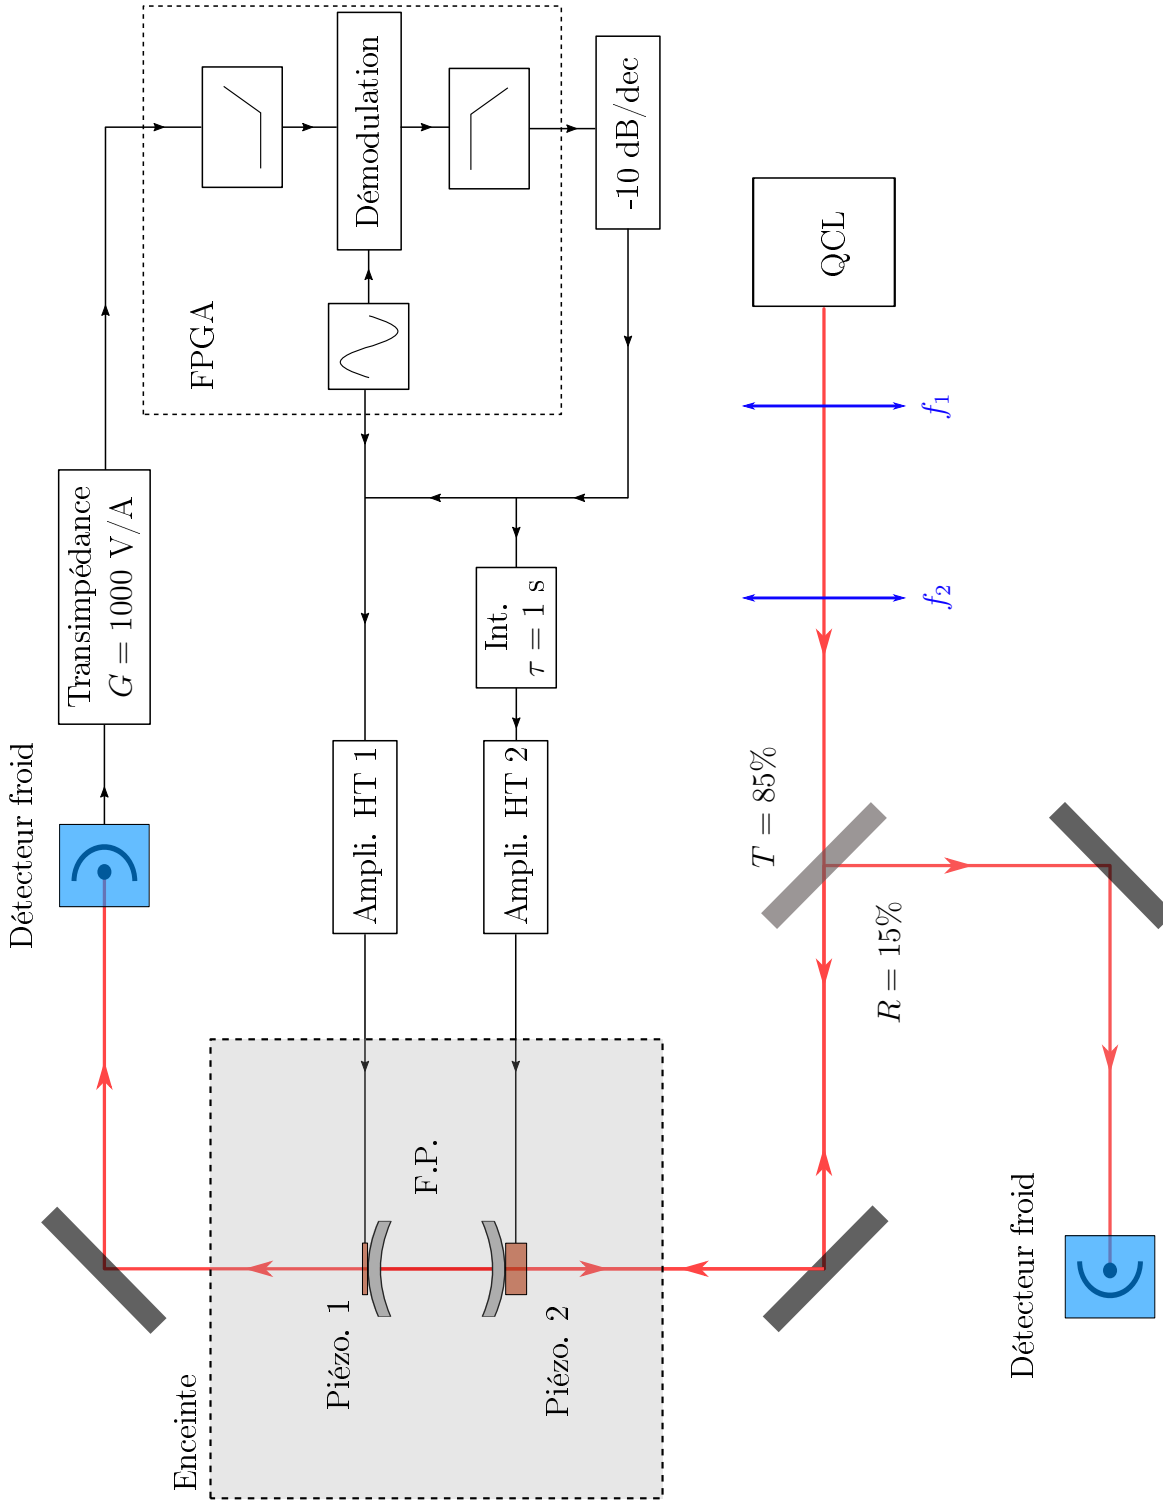 Détecteur froid
Transimpédance
G = 1000 V/A
Enceinte
FPGA
Piézo. 1
Ampli. HT 1
Démodulation
F.P.
Piézo. 2
Ampli. HT 2
Int.
τ = 1 s
-10 dB/dec
T = 85%
QCL
R = 15%
f₂
f₁
Détecteur froid